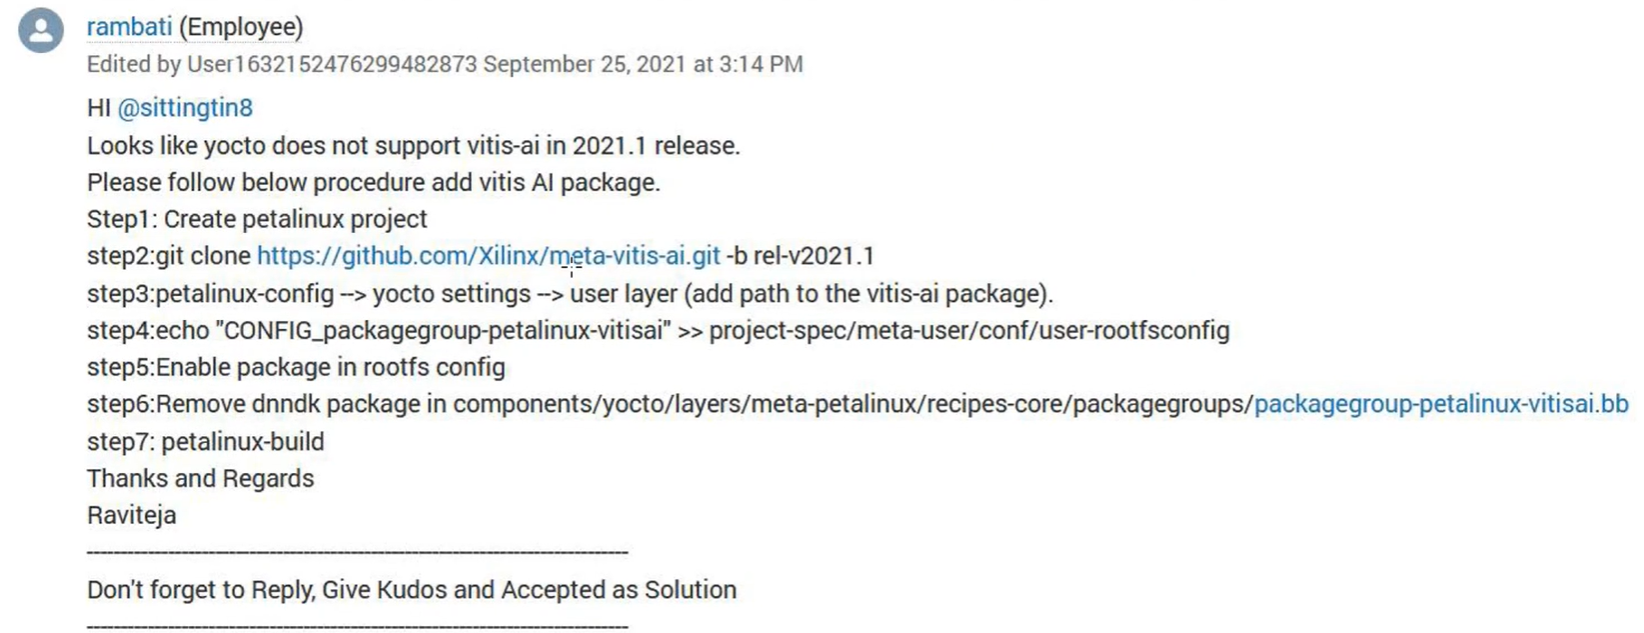 rambati (Employee)
Edited by User1632152476299482873 September 25, 2021 at 3:14 PM
HI @sittingtin8
Looks like yocto does not support vitis-ai in 2021.1 release.
Please follow below procedure add vitis AI package.
Step1: Create petalinux project
step2:git clone https://github.com/Xilinx/meta-vitis-ai.git -b rel-v2021.1
step3:petalinux-config --> yocto settings --> user layer (add path to the vitis-ai package).
step4:echo "CONFIG_packagegroup-petalinux-vitisai" >> project-spec/meta-user/conf/user-rootfsconfig
step5:Enable package in rootfs config
step6:Remove dnndk package in components/yocto/layers/meta-petalinux/recipes-core/packagegroups/packagegroup-petalinux-vitisai.bb
step7: petalinux-build
Thanks and Regards
Raviteja
-------------------------------------------------------------------------------
Don't forget to Reply, Give Kudos and Accepted as Solution
-------------------------------------------------------------------------------